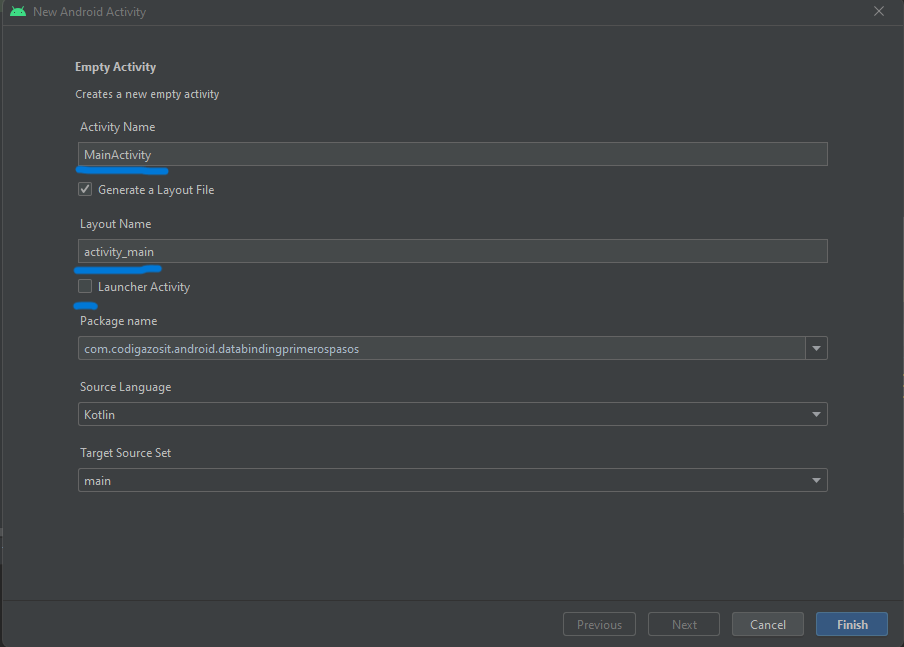 New Android Activity
Empty Activity
Creates a new empty activity
Activity Name
MainActivity
Generate a Layout File
Layout Name
activity_main
Launcher Activity
Package name
com.codigazosit.android.databindingprimerospasos
Source Language
Kotlin
Target Source Set
main
Previous Next Cancel Finish